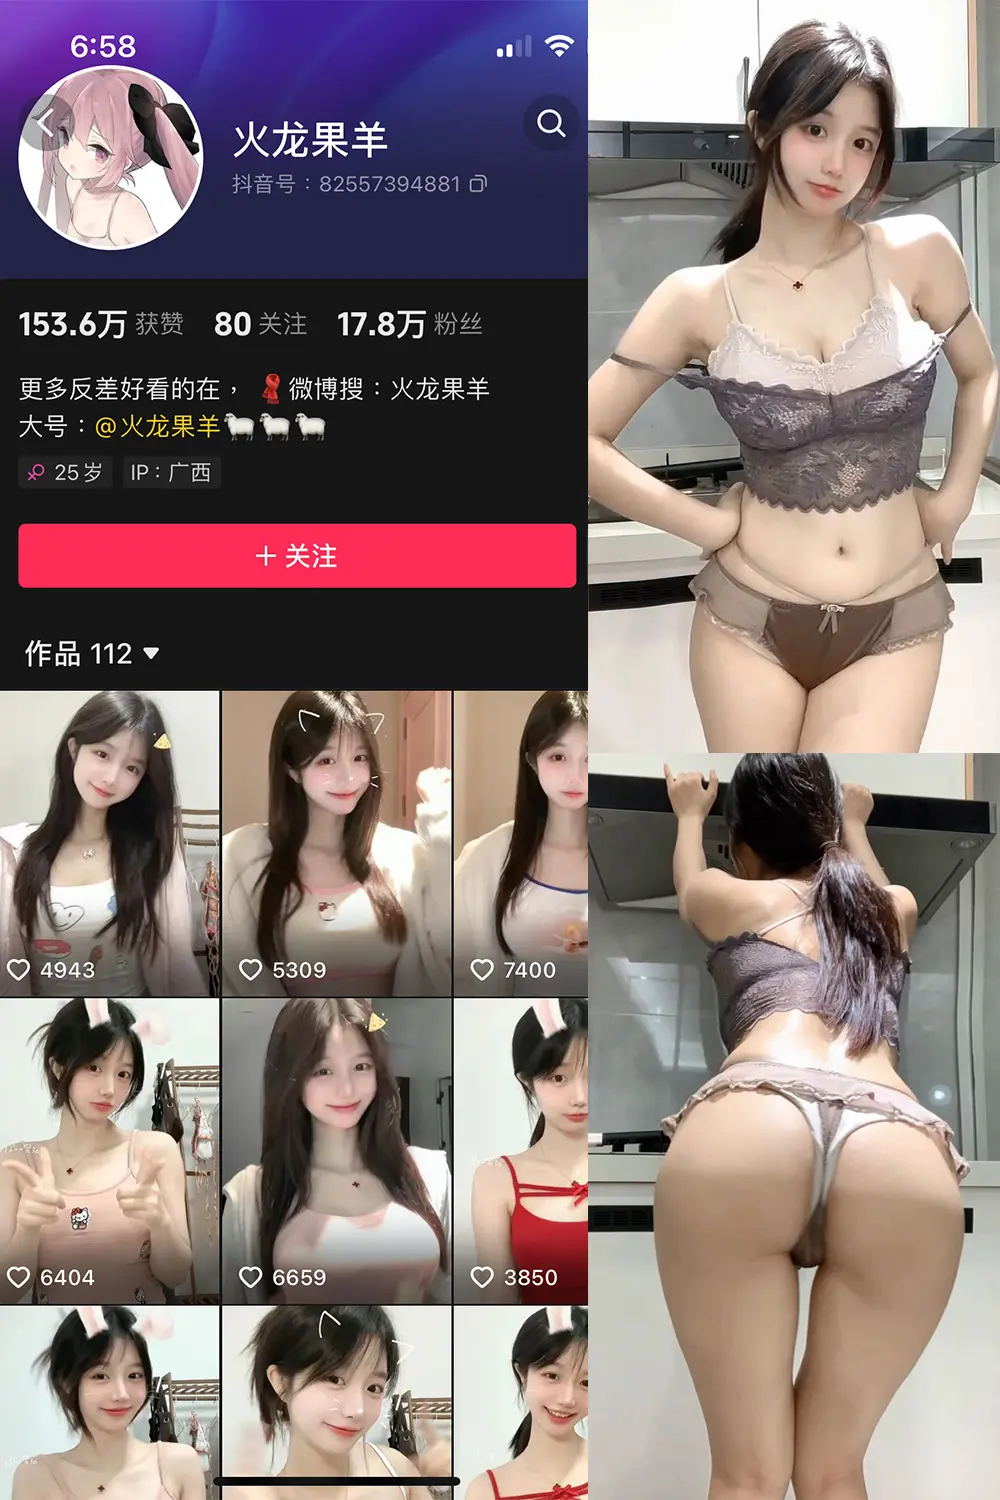 6:58
火龙果羊
抖音号：82557394881
153.6万 获赞 80 关注 17.8万 粉丝
更多反差好看的在， 🧣微博搜：火龙果羊
大号：@火龙果羊🐑🐑🐑
25岁 IP：广西
＋ 关注
作品 112 ▼
4943 5309 7400
6404 6659 3850